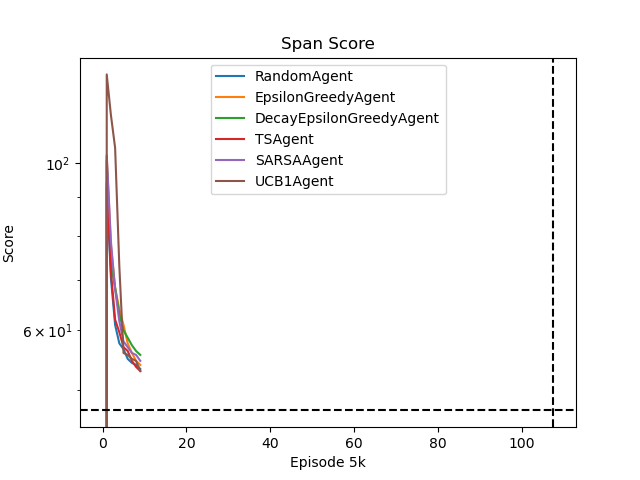 Span Score
RandomAgent
EpsilonGreedyAgent
DecayEpsilonGreedyAgent
TSAgent
SARSAAgent
UCB1Agent
10²
6 × 10¹
Score
0 20 40 60 80 100
Episode 5k